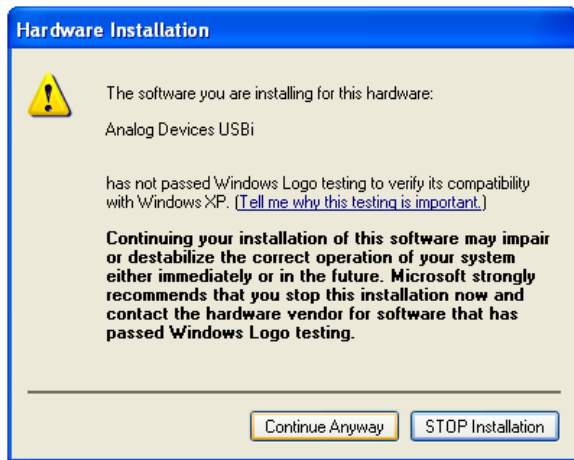 Hardware Installation
The software you are installing for this hardware:
Analog Devices USBi
has not passed Windows Logo testing to verify its compatibility
with Windows XP. (Tell me why this testing is important.)
Continuing your installation of this software may impair
or destabilize the correct operation of your system
either immediately or in the future. Microsoft strongly
recommends that you stop this installation now and
contact the hardware vendor for software that has
passed Windows Logo testing.
Continue Anyway
STOP Installation